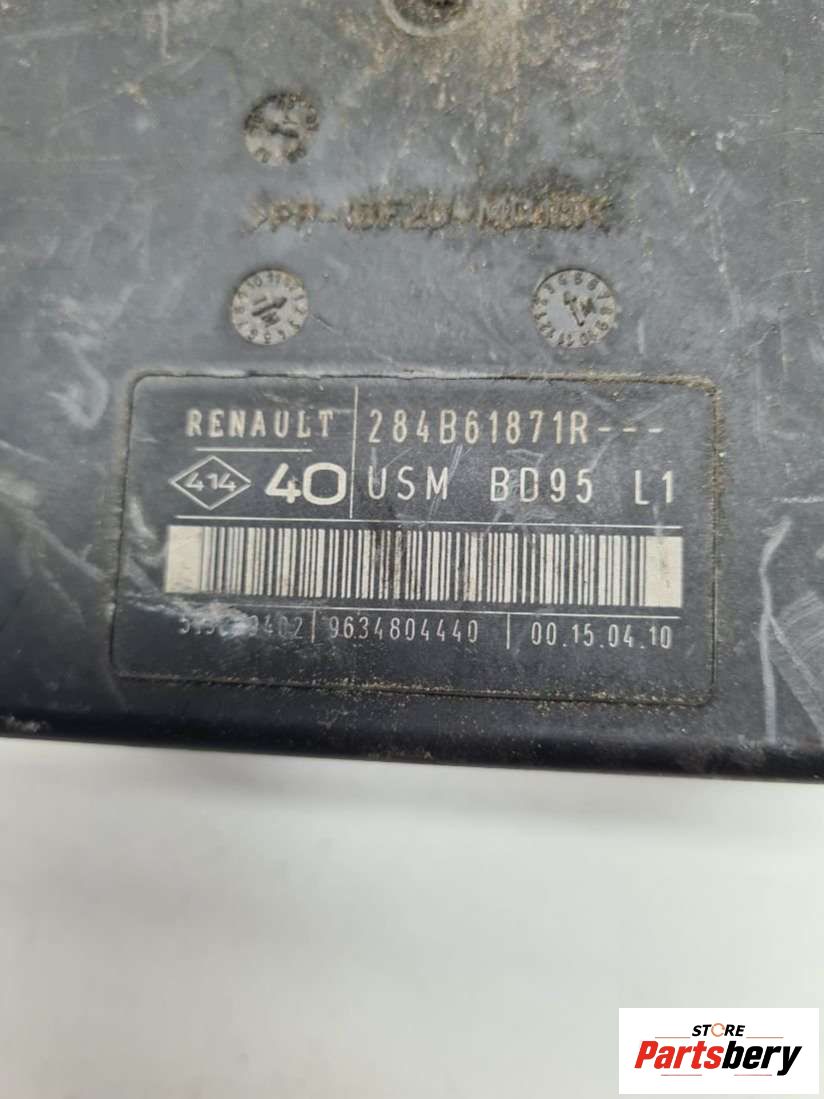 RENAULT 284B61871R---
414 40 USM BD95 L1
9634804440 00.15.04.10
STORE
Partsbery